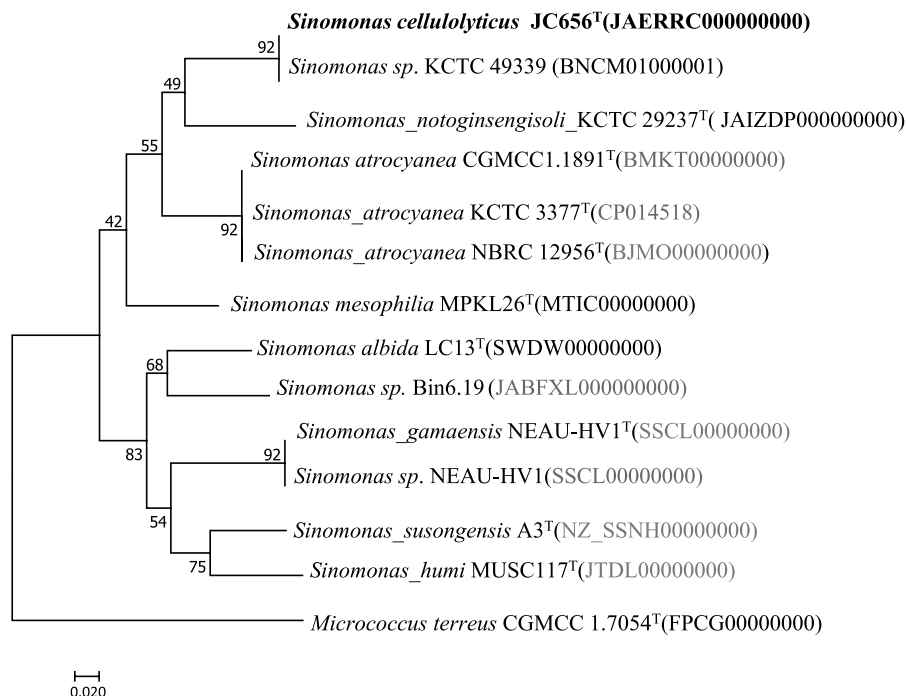 Sinomonas cellulolyticus JC656ᵀ(JAERRC000000000)
92
Sinomonas sp. KCTC 49339 (BNCM01000001)
49
Sinomonas_notoginsengisoli_KCTC 29237ᵀ( JAIZDP000000000)
55
Sinomonas atrocyanea CGMCC1.1891ᵀ(BMKT00000000)
Sinomonas_atrocyanea KCTC 3377ᵀ(CP014518)
42
92
Sinomonas_atrocyanea NBRC 12956ᵀ(BJMO00000000)
Sinomonas mesophilia MPKL26ᵀ(MTIC00000000)
Sinomonas albida LC13ᵀ(SWDW00000000)
68
Sinomonas sp. Bin6.19 (JABFXL000000000)
Sinomonas_gamaensis NEAU-HV1ᵀ(SSCL00000000)
83
92
Sinomonas sp. NEAU-HV1(SSCL00000000)
54
Sinomonas_susongensis A3ᵀ(NZ_SSNH00000000)
75
Sinomonas_humi MUSC117ᵀ(JTDL00000000)
Micrococcus terreus CGMCC 1.7054ᵀ(FPCG00000000)
0.020